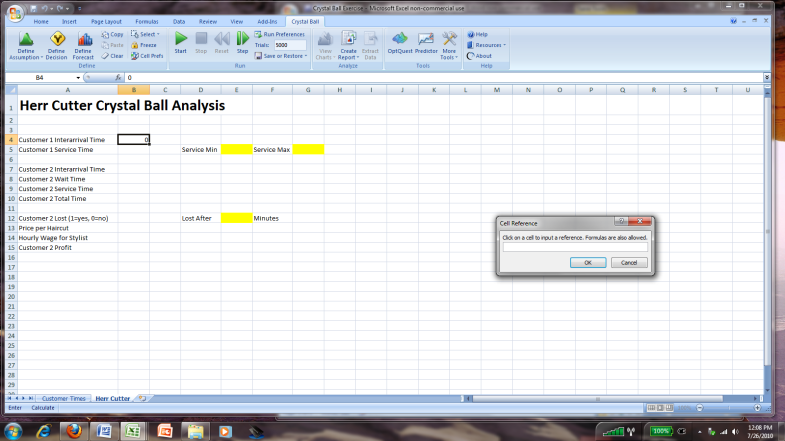 Crystal Ball Exercise - Microsoft Excel non-commercial use
Home Insert Page Layout Formulas Data Review View Add-Ins Crystal Ball
Define Assumption Define Decision Define Forecast Copy Paste Clear Select Freeze Cell Prefs Start Stop Reset Step Run Preferences Trials: 5000 Save or Restore View Charts Create Report Extract Data OptQuest Predictor More Tools Help Resources About
Define Run Analyze Tools Help
B4 fx 0
A B C D E F G H I J K L M N O P Q R S T U
1 Herr Cutter Crystal Ball Analysis
2
3
4 Customer 1 Interarrival Time 0
5 Customer 1 Service Time Service Min Service Max
6
7 Customer 2 Interarrival Time
8 Customer 2 Wait Time
9 Customer 2 Service Time
10 Customer 2 Total Time
11
12 Customer 2 Lost (1=yes, 0=no) Lost After Minutes
13 Price per Haircut
14 Hourly Wage for Stylist
15 Customer 2 Profit
16
17
18
19
20
21
22
23
24
25
26
27
28
29
Cell Reference
Click on a cell to input a reference. Formulas are also allowed.
OK Cancel
Customer Times Herr Cutter
Enter Calculate
100% 12:08 PM
7/26/2010